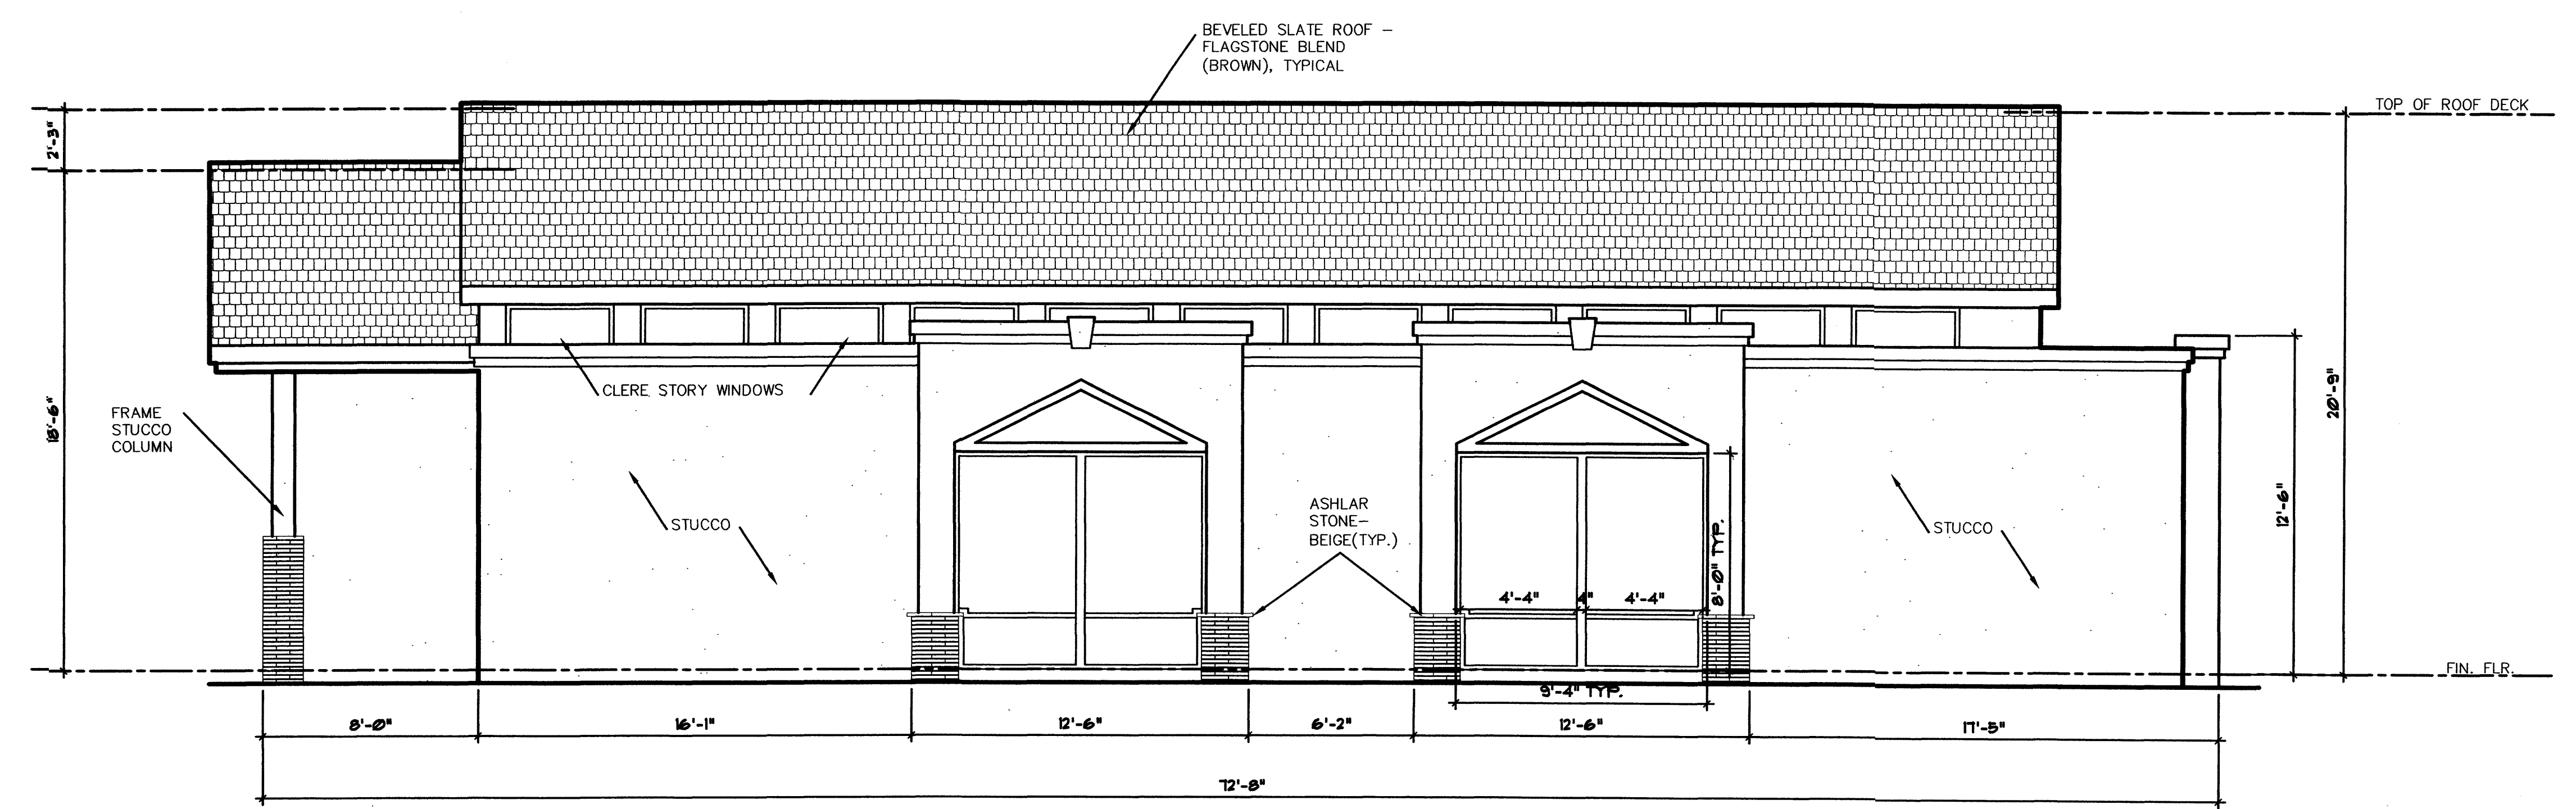 BEVELED SLATE ROOF –
FLAGSTONE BLEND
(BROWN), TYPICAL
TOP OF ROOF DECK
2'-3"
18'-6"
20'-9"
12'-6"
CLERE STORY WINDOWS
FRAME
STUCCO
COLUMN
STUCCO
ASHLAR
STONE–
BEIGE(TYP.)
STUCCO
8'-0" TYP.
4'-4"
4"
4'-4"
FIN. FLR.
9'-4" TYP.
8'-0"
16'-1"
12'-6"
6'-2"
12'-6"
17'-5"
72'-8"